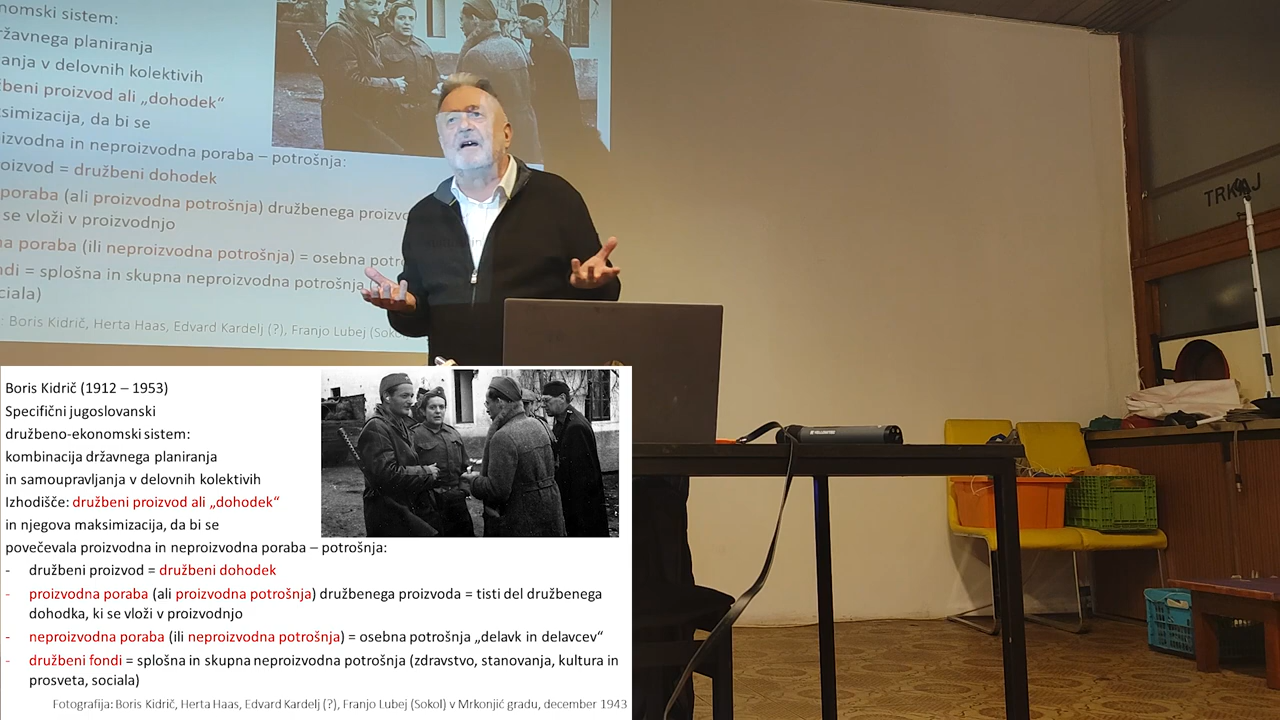 nomski sistem:
državnega planiranja
anja v delovnih kolektivih
beni proizvod ali „dohodek“
simizacija, da bi se
izvodna in neproizvodna poraba – potrošnja:
oizvod = družbeni dohodek
poraba (ali proizvodna potrošnja) družbenega proizvo
se vloži v proizvodnjo
na poraba (ili neproizvodna potrošnja) = osebna potro
ndi = splošna in skupna neproizvodna potrošnja (
ciala)
: Boris Kidrič, Herta Haas, Edvard Kardelj (?), Franjo Lubej (Soko
TRKAJ
Boris Kidrič (1912 – 1953)
Specifični jugoslovanski
družbeno-ekonomski sistem:
kombinacija državnega planiranja
in samoupravljanja v delovnih kolektivih
Izhodišče: družbeni proizvod ali „dohodek“
in njegova maksimizacija, da bi se
povečevala proizvodna in neproizvodna poraba – potrošnja:
- družbeni proizvod = družbeni dohodek
- proizvodna poraba (ali proizvodna potrošnja) družbenega proizvoda = tisti del družbenega
dohodka, ki se vloži v proizvodnjo
- neproizvodna poraba (ili neproizvodna potrošnja) = osebna potrošnja „delavk in delavcev“
- družbeni fondi = splošna in skupna neproizvodna potrošnja (zdravstvo, stanovanja, kultura in
prosveta, sociala)
Fotografija: Boris Kidrič, Herta Haas, Edvard Kardelj (?), Franjo Lubej (Sokol) v Mrkonjić gradu, december 1943